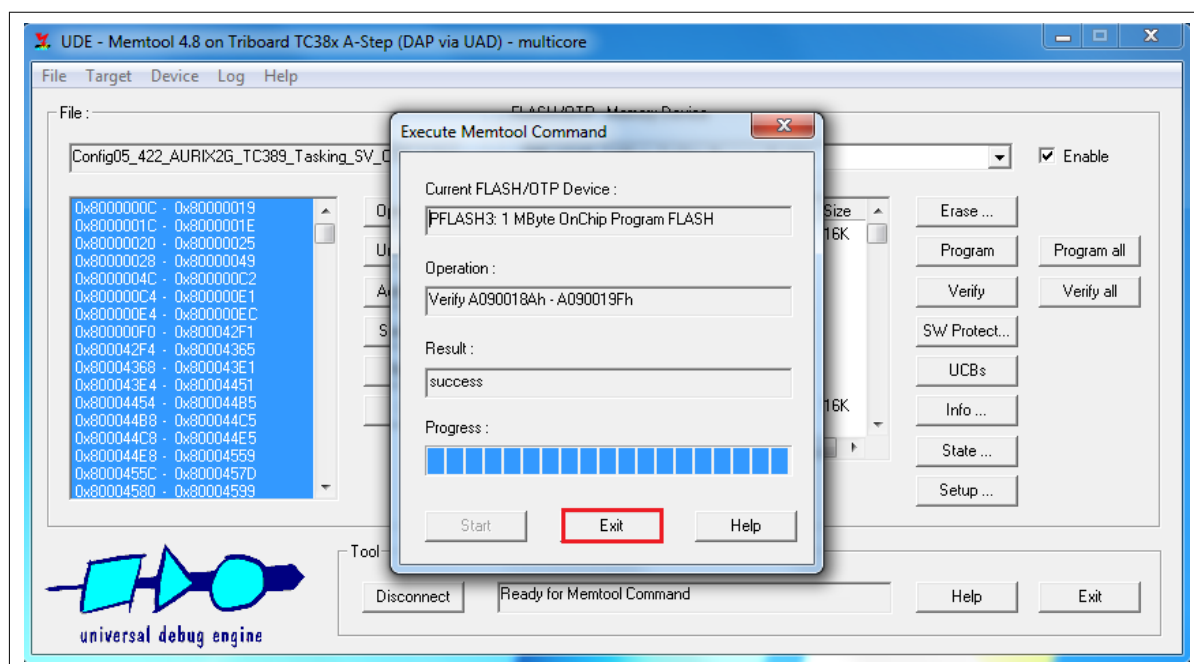 UDE - Memtool 4.8 on Triboard TC38x A-Step (DAP via UAD) - multicore
File Target Device Log Help
File :
FLASH/OTP - Memory Device
Config05_422_AURIX2G_TC389_Tasking_SV_C
Enable
0x8000000C - 0x80000019
0x8000001C - 0x8000001E
0x80000020 - 0x80000025
0x80000028 - 0x80000049
0x8000004C - 0x800000C2
0x800000C4 - 0x800000E1
0x800000E4 - 0x800000EC
0x800000F0 - 0x800042F1
0x800042F4 - 0x80004365
0x80004368 - 0x800043E1
0x800043E4 - 0x80004451
0x80004454 - 0x800044B5
0x800044B8 - 0x800044C5
0x800044C8 - 0x800044E5
0x800044E8 - 0x80004559
0x8000455C - 0x8000457D
0x80004580 - 0x80004599
Execute Memtool Command
Current FLASH/OTP Device :
PFLASH3: 1 MByte OnChip Program FLASH
Operation :
Verify A090018Ah - A090019Fh
Result :
success
Progress :
Start Exit Help
Size
16K
16K
Erase ...
Program Program all
Verify Verify all
SW Protect...
UCBs
Info ...
State ...
Setup ...
universal debug engine
Tool
Disconnect
Ready for Memtool Command
Help Exit